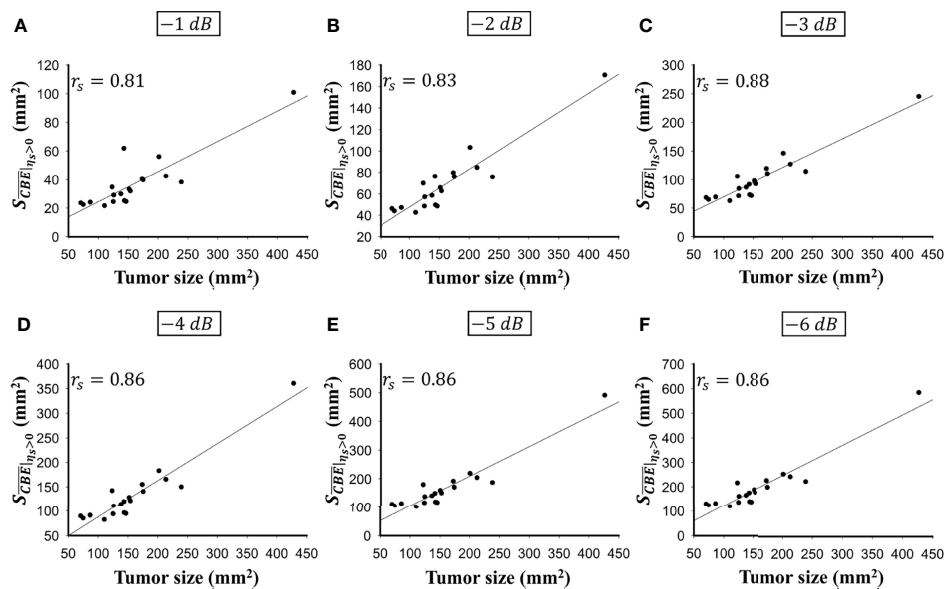 A
−1 dB
r_s = 0.81
S_{\overline{CBE}|η_s>0} (mm²)
120
100
80
60
40
20
0
50 100 150 200 250 300 350 400 450
Tumor size (mm²)
B
−2 dB
r_s = 0.83
S_{\overline{CBE}|η_s>0} (mm²)
180
160
140
120
100
80
60
40
20
50 100 150 200 250 300 350 400 450
Tumor size (mm²)
C
−3 dB
r_s = 0.88
S_{\overline{CBE}|η_s>0} (mm²)
300
250
200
150
100
50
0
50 100 150 200 250 300 350 400 450
Tumor size (mm²)
D
−4 dB
r_s = 0.86
S_{\overline{CBE}|η_s>0} (mm²)
400
350
300
250
200
150
100
50
50 100 150 200 250 300 350 400 450
Tumor size (mm²)
E
−5 dB
r_s = 0.86
S_{\overline{CBE}|η_s>0} (mm²)
600
500
400
300
200
100
0
50 100 150 200 250 300 350 400 450
Tumor size (mm²)
F
−6 dB
r_s = 0.86
S_{\overline{CBE}|η_s>0} (mm²)
700
600
500
400
300
200
100
0
50 100 150 200 250 300 350 400 450
Tumor size (mm²)